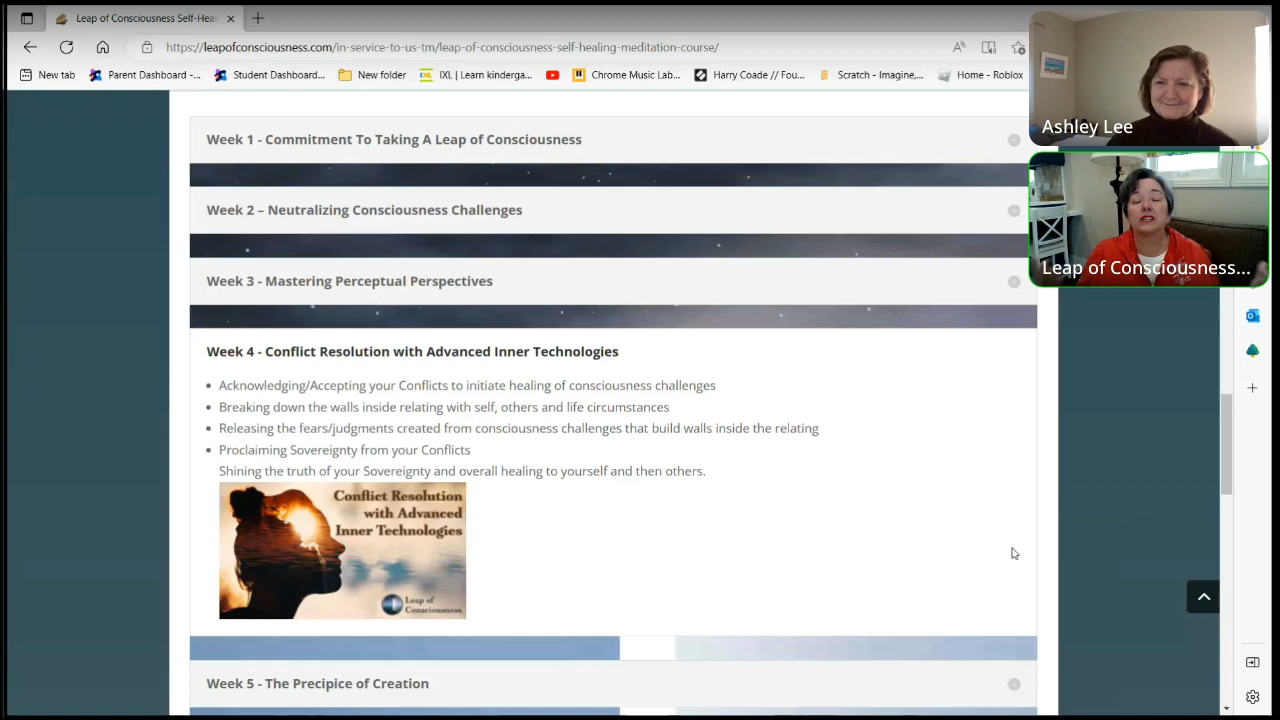 Leap of Consciousness Self-Hea
https://leapofconsciousness.com/in-service-to-us-tm/leap-of-consciousness-self-healing-meditation-course/
New tab
Parent Dashboard -...
Student Dashboard...
New folder
IXL | Learn kinderga...
Chrome Music Lab...
Harry Coade // Fou...
Scratch - Imagine,...
Home - Roblox
Ashley Lee
Leap of Consciousness...
Week 1 - Commitment To Taking A Leap of Consciousness
Week 2 – Neutralizing Consciousness Challenges
Week 3 - Mastering Perceptual Perspectives
Week 4 - Conflict Resolution with Advanced Inner Technologies
Acknowledging/Accepting your Conflicts to initiate healing of consciousness challenges
Breaking down the walls inside relating with self, others and life circumstances
Releasing the fears/judgments created from consciousness challenges that build walls inside the relating
Proclaiming Sovereignty from your Conflicts
Shining the truth of your Sovereignty and overall healing to yourself and then others.
Conflict Resolution
with Advanced
Inner Technologies
Leap of
Consciousness
Week 5 - The Precipice of Creation